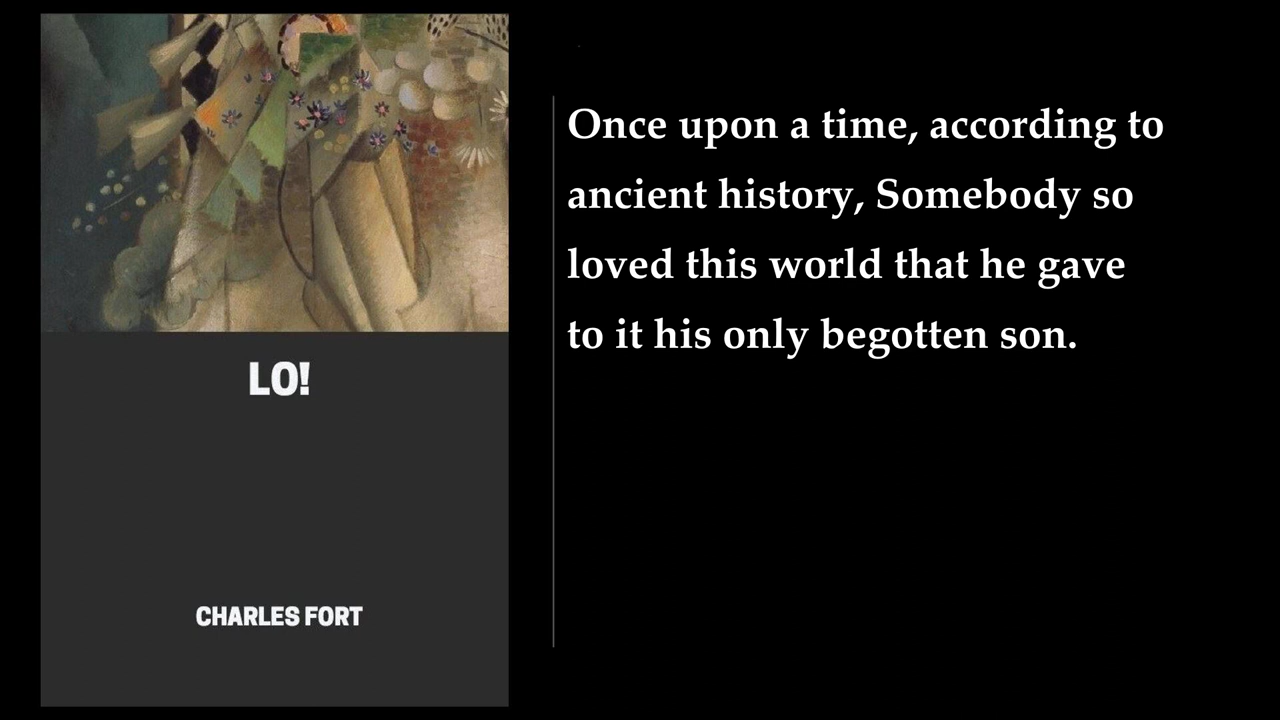 LO!
CHARLES FORT
Once upon a time, according to
ancient history, Somebody so
loved this world that he gave
to it his only begotten son.